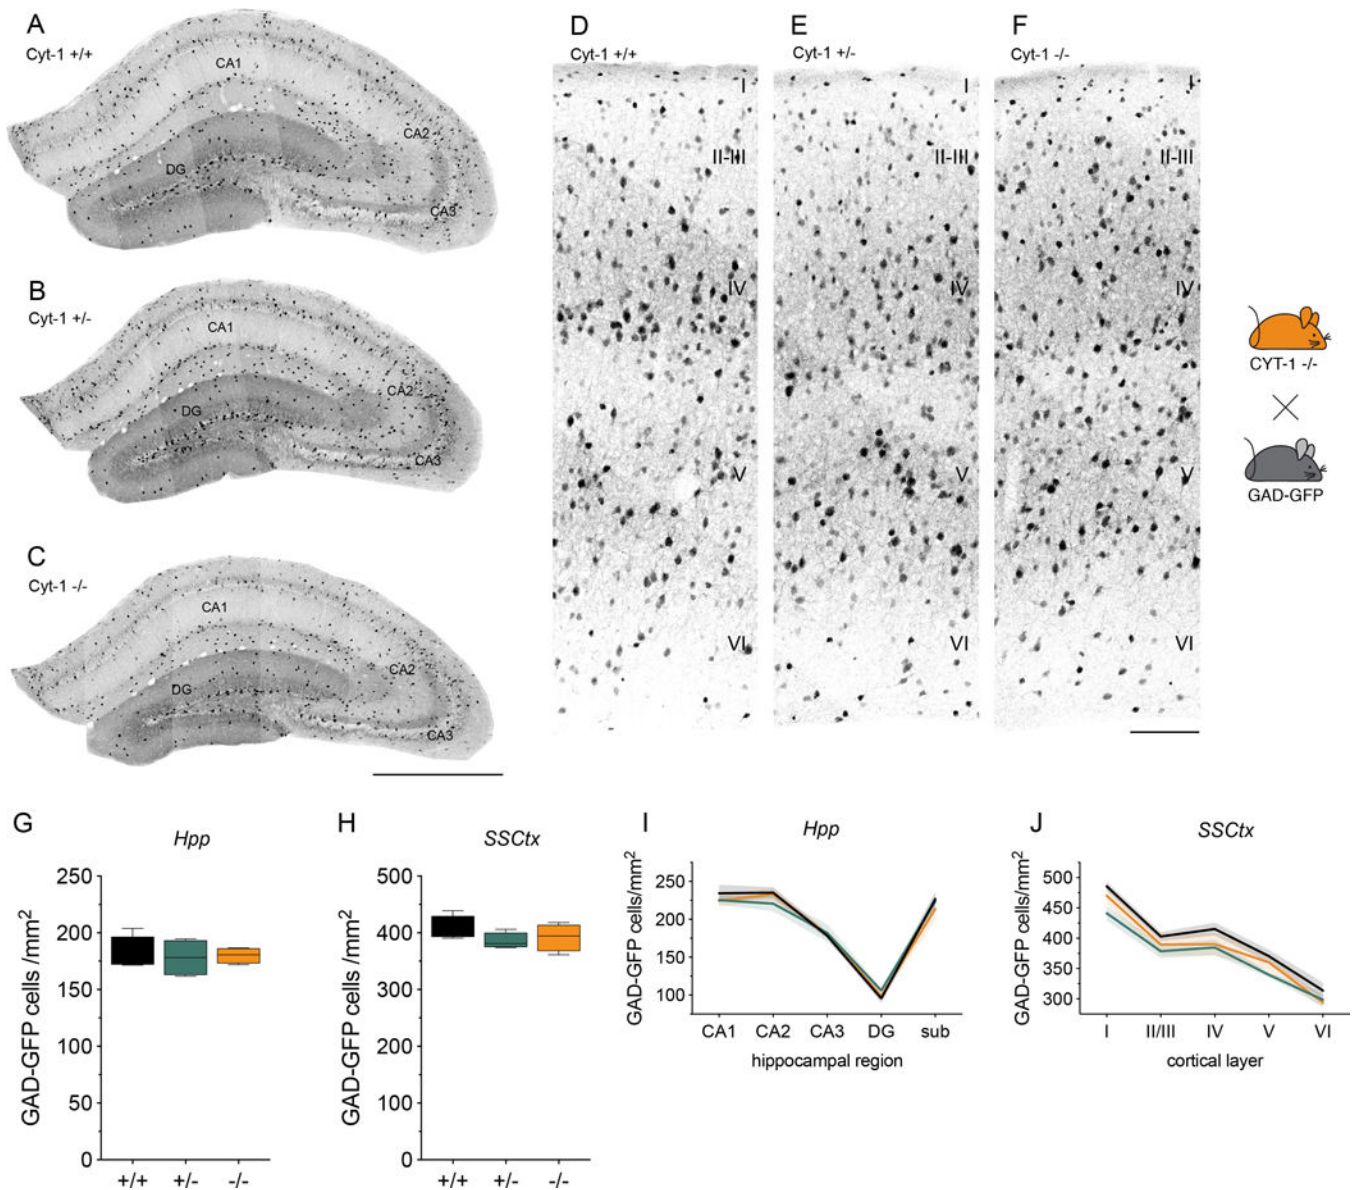 A
Cyt-1 +/+
CA1
CA2
DG
CA3
B
Cyt-1 +/-
CA1
CA2
DG
CA3
C
Cyt-1 -/-
CA1
CA2
DG
CA3
D
Cyt-1 +/+
I
II-III
IV
V
VI
E
Cyt-1 +/-
I
II-III
IV
V
VI
F
Cyt-1 -/-
I
II-III
IV
V
VI
CYT-1 -/-
GAD-GFP
G
Hpp
GAD-GFP cells /mm²
250
200
150
100
50
0
+/+ +/- -/-
H
SSCtx
GAD-GFP cells/mm²
500
400
300
200
100
0
+/+ +/- -/-
I
Hpp
GAD-GFP cells/mm²
250
200
150
100
CA1 CA2 CA3 DG sub
hippocampal region
J
SSCtx
GAD-GFP cells/mm²
500
450
400
350
300
I II/III IV V VI
cortical layer